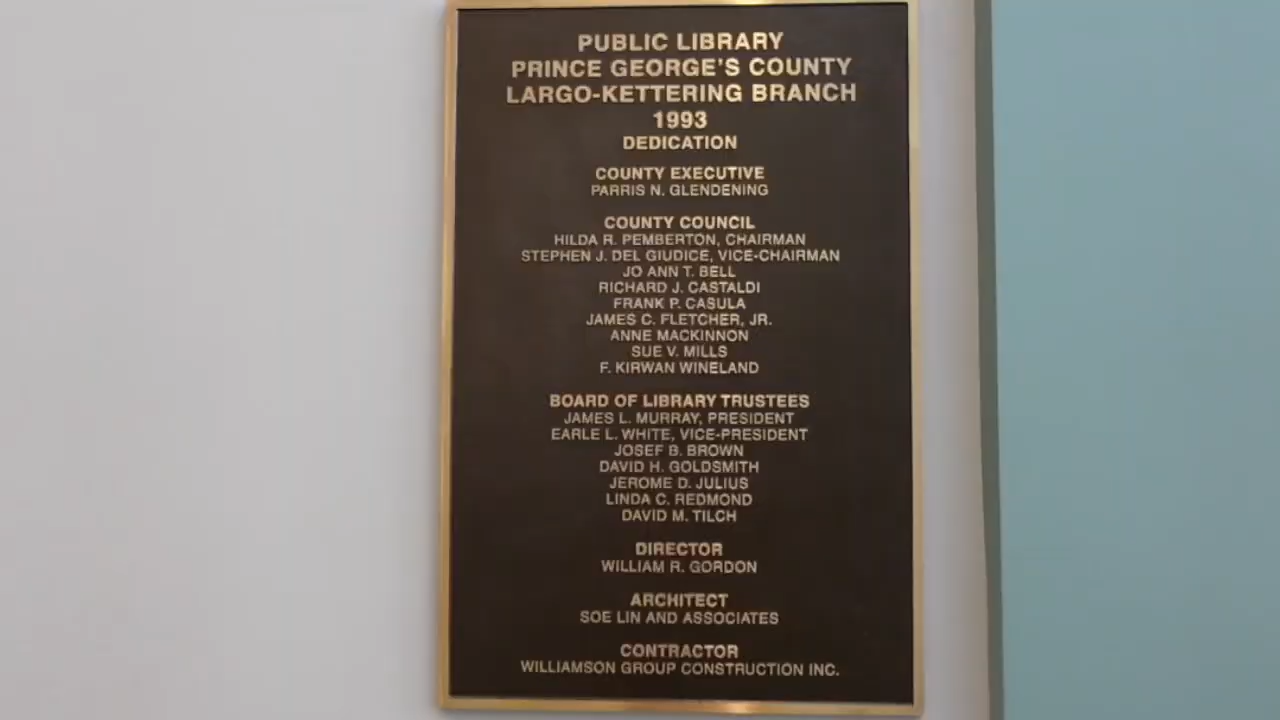 PUBLIC LIBRARY
PRINCE GEORGE'S COUNTY
LARGO-KETTERING BRANCH
1993
DEDICATION
COUNTY EXECUTIVE
PARRIS N. GLENDENING
COUNTY COUNCIL
HILDA R. PEMBERTON, CHAIRMAN
STEPHEN J. DEL GIUDICE, VICE-CHAIRMAN
JO ANN T. BELL
RICHARD J. CASTALDI
FRANK P. CASULA
JAMES C. FLETCHER, JR.
ANNE MACKINNON
SUE V. MILLS
F. KIRWAN WINELAND
BOARD OF LIBRARY TRUSTEES
JAMES L. MURRAY, PRESIDENT
EARLE L. WHITE, VICE-PRESIDENT
JOSEF B. BROWN
DAVID H. GOLDSMITH
JEROME D. JULIUS
LINDA C. REDMOND
DAVID M. TILCH
DIRECTOR
WILLIAM R. GORDON
ARCHITECT
SOE LIN AND ASSOCIATES
CONTRACTOR
WILLIAMSON GROUP CONSTRUCTION INC.